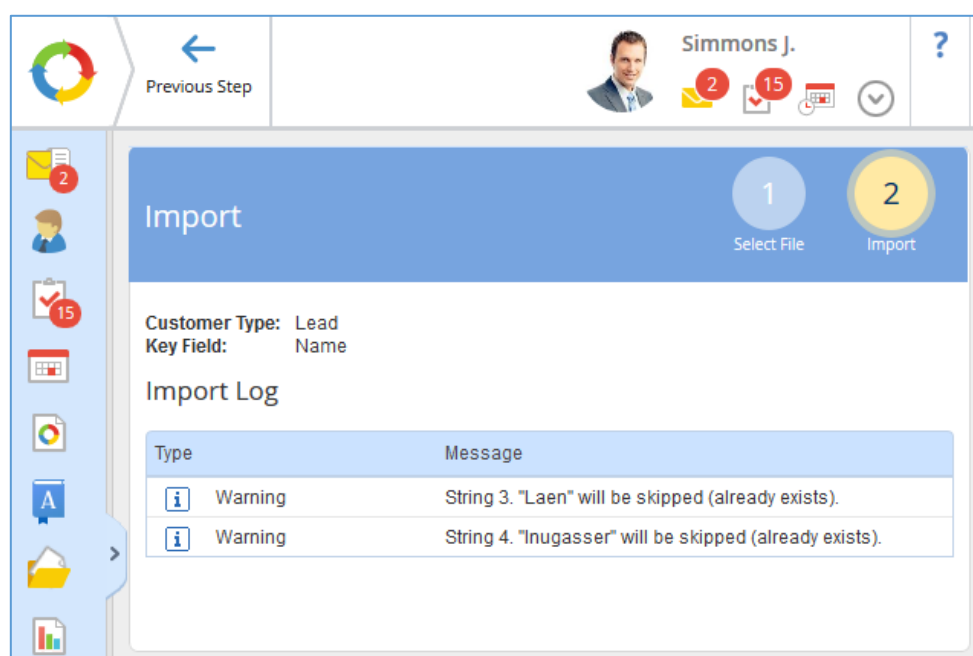 Previous Step
Simmons J.
?
2
15
2
15
A
Import
1
Select File
2
Import
Customer Type: Lead
Key Field: Name
Import Log
Type Message
i Warning String 3. "Laen" will be skipped (already exists).
i Warning String 4. "Inugasser" will be skipped (already exists).